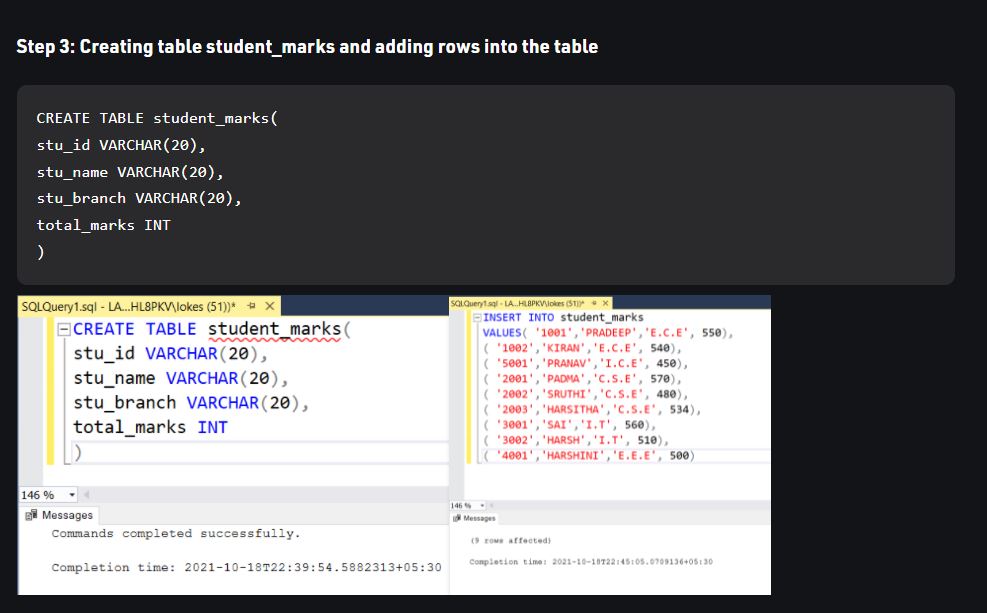 Step 3: Creating table student_marks and adding rows into the table
CREATE TABLE student_marks(
stu_id VARCHAR(20),
stu_name VARCHAR(20),
stu_branch VARCHAR(20),
total_marks INT
)
SQLQuery1.sql - LA...HL8PKV\lokes (51))*
CREATE TABLE student_marks(
stu_id VARCHAR(20),
stu_name VARCHAR(20),
stu_branch VARCHAR(20),
total_marks INT
)
146 %
Messages
Commands completed successfully.
Completion time: 2021-10-18T22:39:54.5882313+05:30
SQLQuery1.sql - LA...HL8PKV\lokes (51))*
INSERT INTO student_marks
VALUES( '1001','PRADEEP','E.C.E', 550),
( '1002','KIRAN','E.C.E', 540),
( '5001','PRANAV','I.C.E', 450),
( '2001','PADMA','C.S.E', 570),
( '2002','SRUTHI','C.S.E', 480),
( '2003','HARSITHA','C.S.E', 534),
( '3001','SAI','I.T', 560),
( '3002','HARSH','I.T', 510),
( '4001','HARSHINI','E.E.E', 500)
146 %
Messages
(9 rows affected)
Completion time: 2021-10-18T22:45:05.0709136+05:30